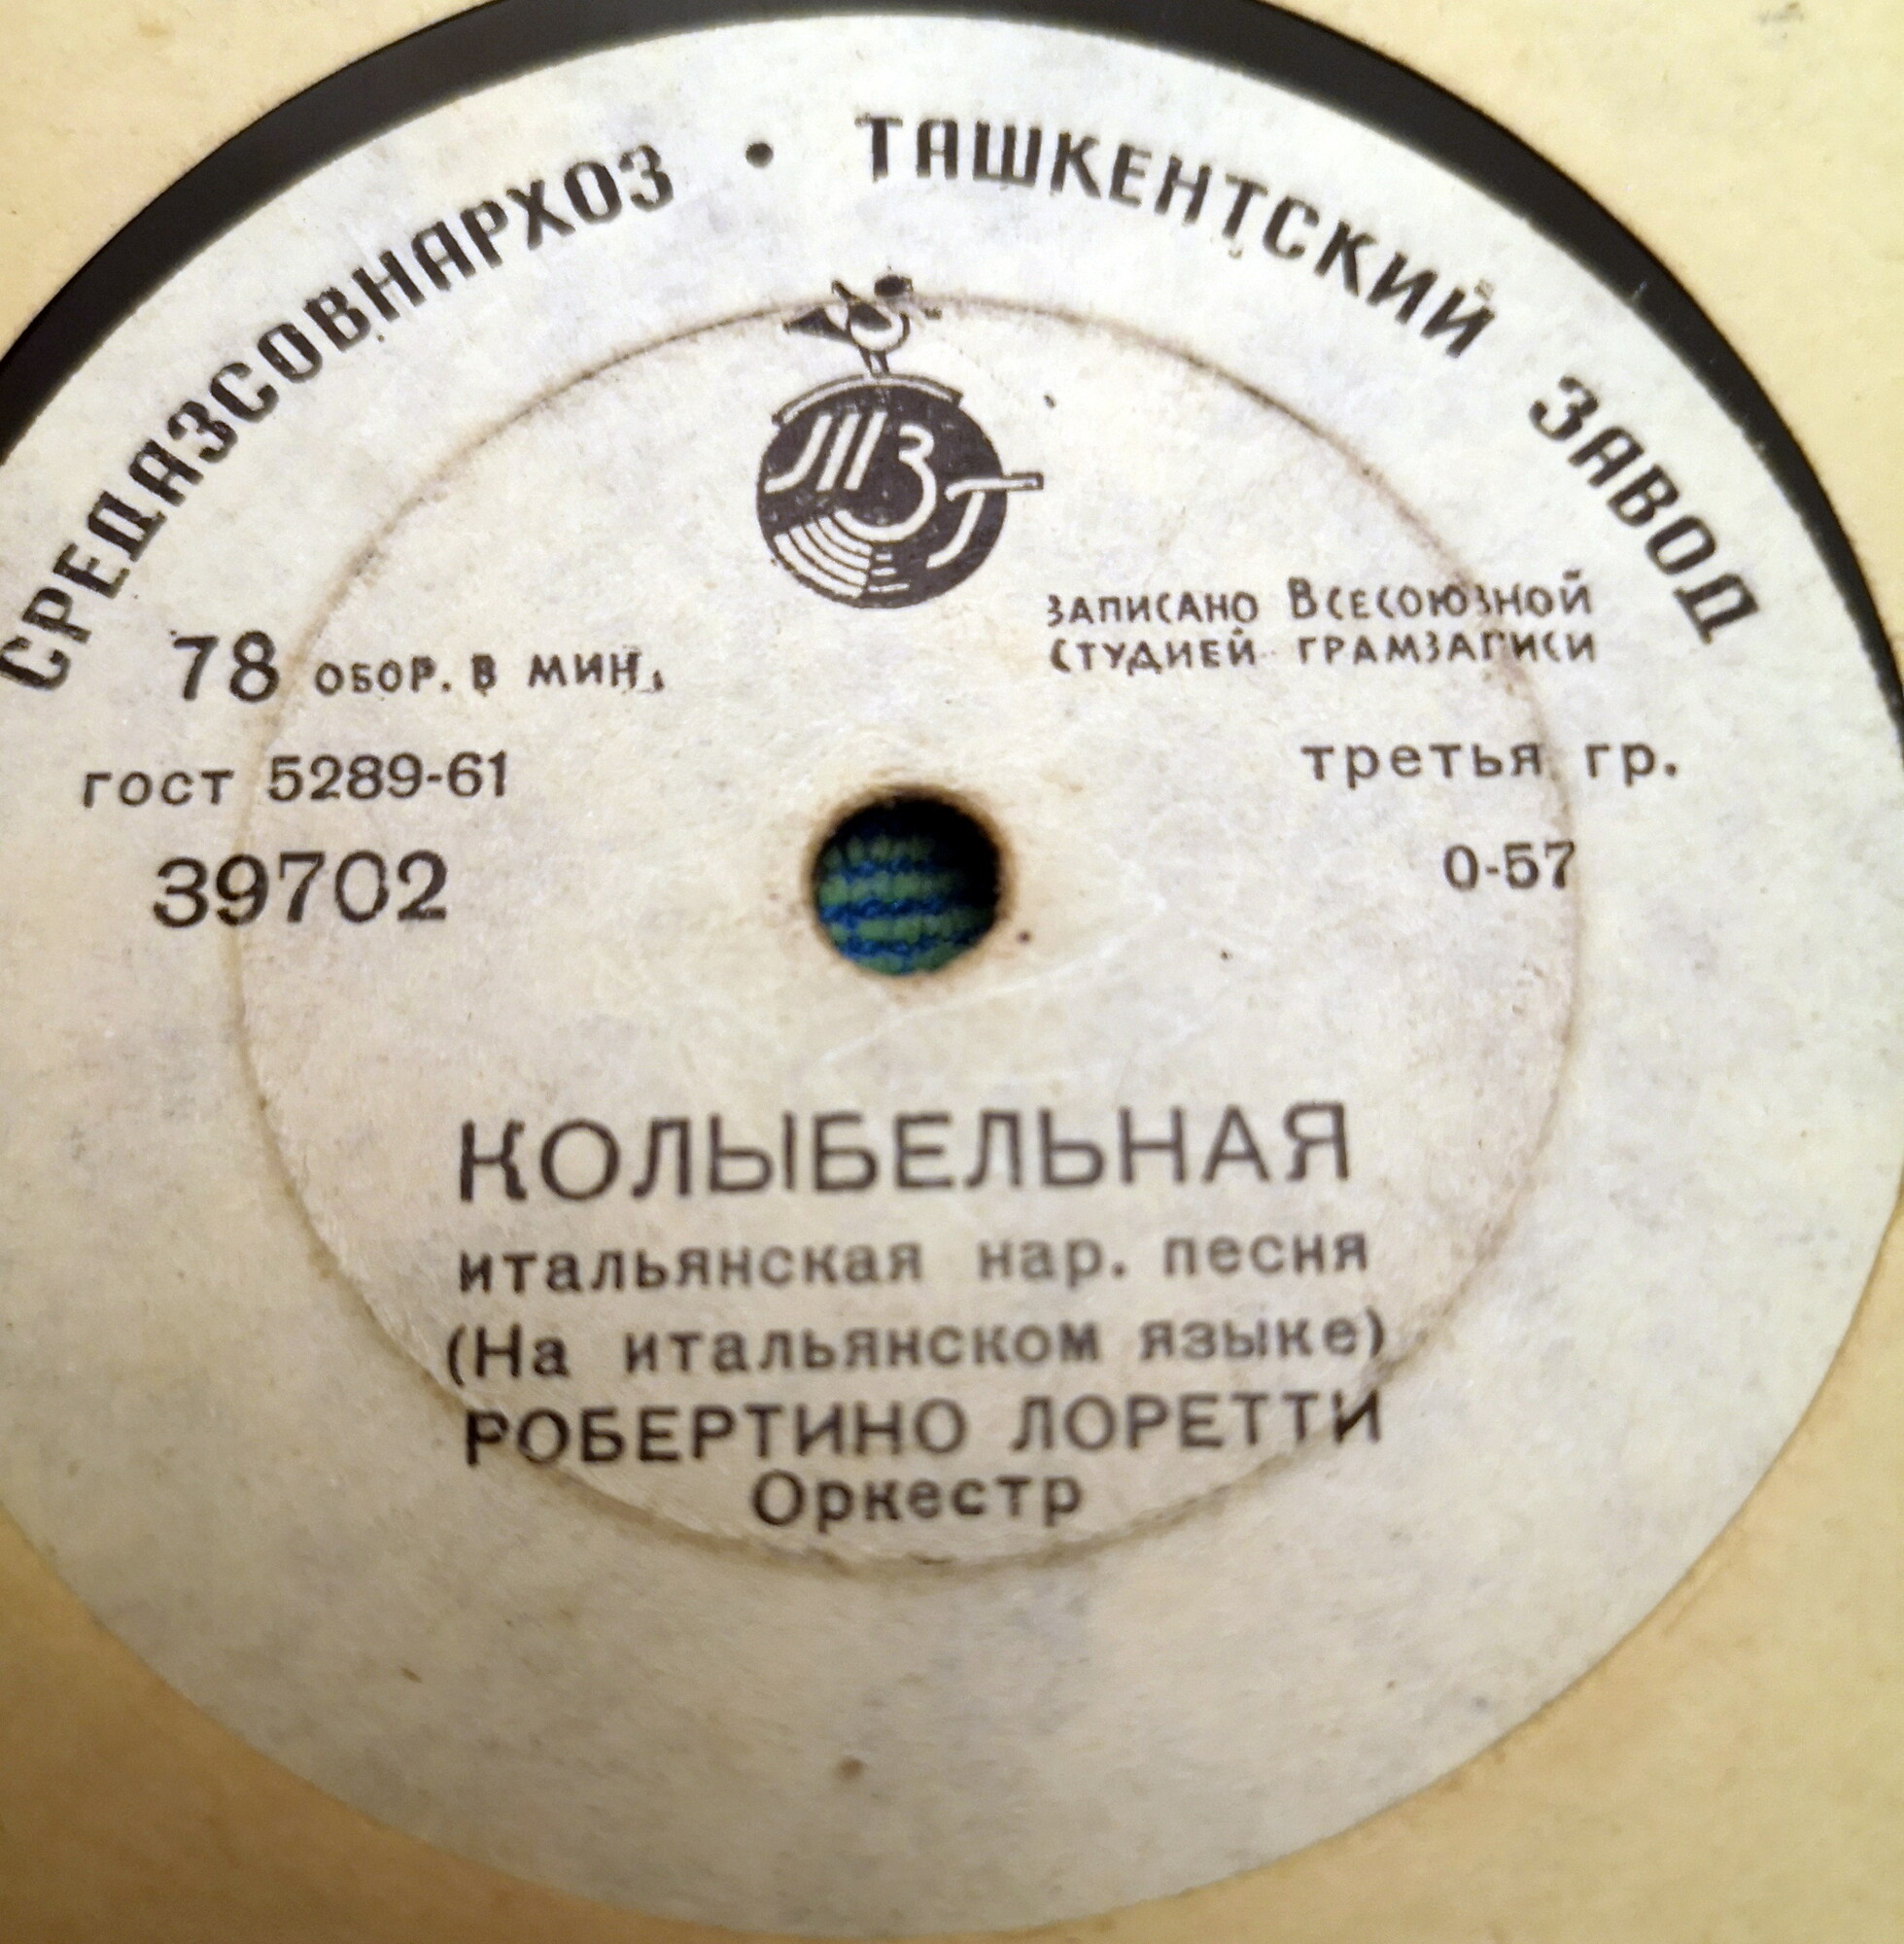 СРЕДАЗСОВНАРХОЗ • ТАШКЕНТСКИЙ ЗАВОД
ТЗГ
ЗАПИСАНО ВСЕСОЮЗНОЙ
СТУДИЕЙ ГРАМЗАПИСИ
78 ОБОР. В МИН.
гост 5289-61
третья гр.
39702
0-57
КОЛЫБЕЛЬНАЯ
итальянская нар. песня
(На итальянском языке)
РОБЕРТИНО ЛОРЕТТИ
Оркестр